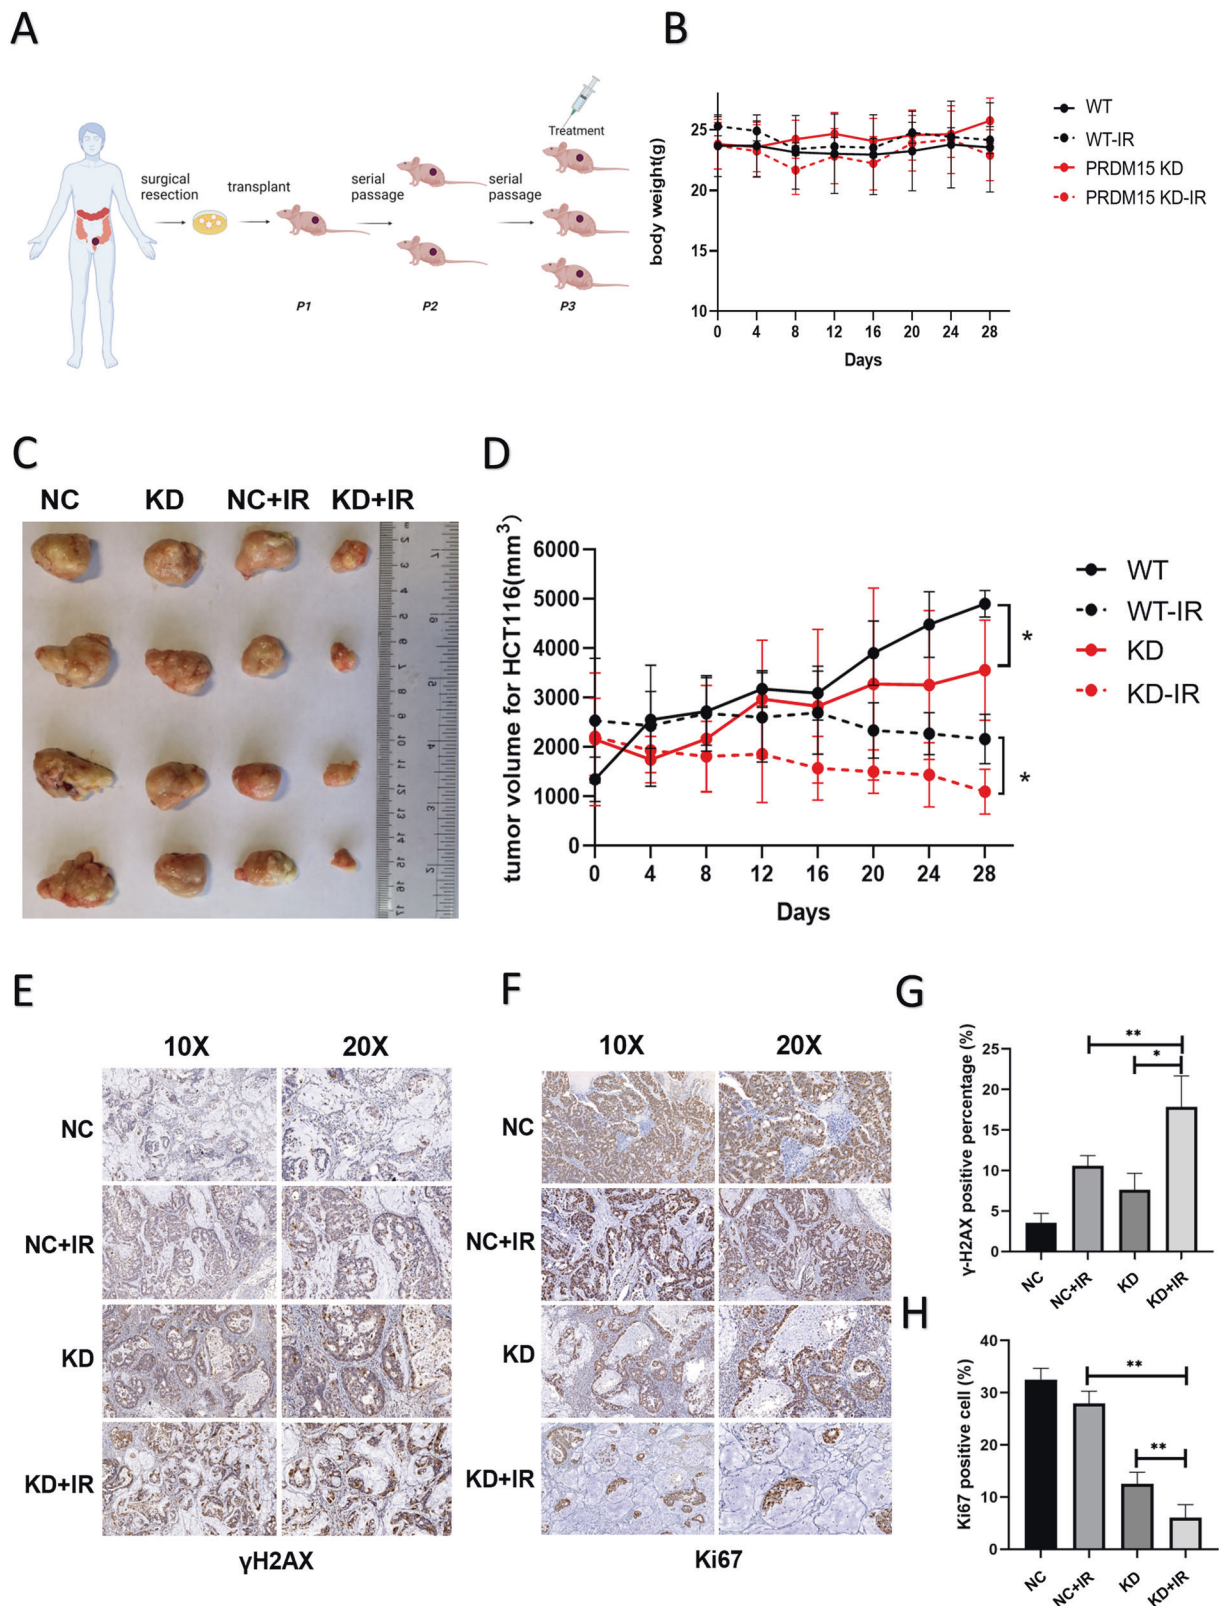 A
surgical
resection
transplant
serial
passage
serial
passage
Treatment
P1
P2
P3
B
body weight(g)
25
20
15
10
0 4 8 12 16 20 24 28
Days
WT
WT-IR
PRDM15 KD
PRDM15 KD-IR
C
NC KD NC+IR KD+IR
D
tumor volume for HCT116(mm³)
6000
5000
4000
3000
2000
1000
0
0 4 8 12 16 20 24 28
Days
*
*
WT
WT-IR
KD
KD-IR
E
10X 20X
NC
NC+IR
KD
KD+IR
γH2AX
F
10X 20X
NC
NC+IR
KD
KD+IR
Ki67
G
γ-H2AX positive percentage (%)
25
20
15
10
5
0
**
*
NC NC+IR KD KD+IR
H
Ki67 positive cell (%)
40
30
20
10
0
**
**
NC NC+IR KD KD+IR